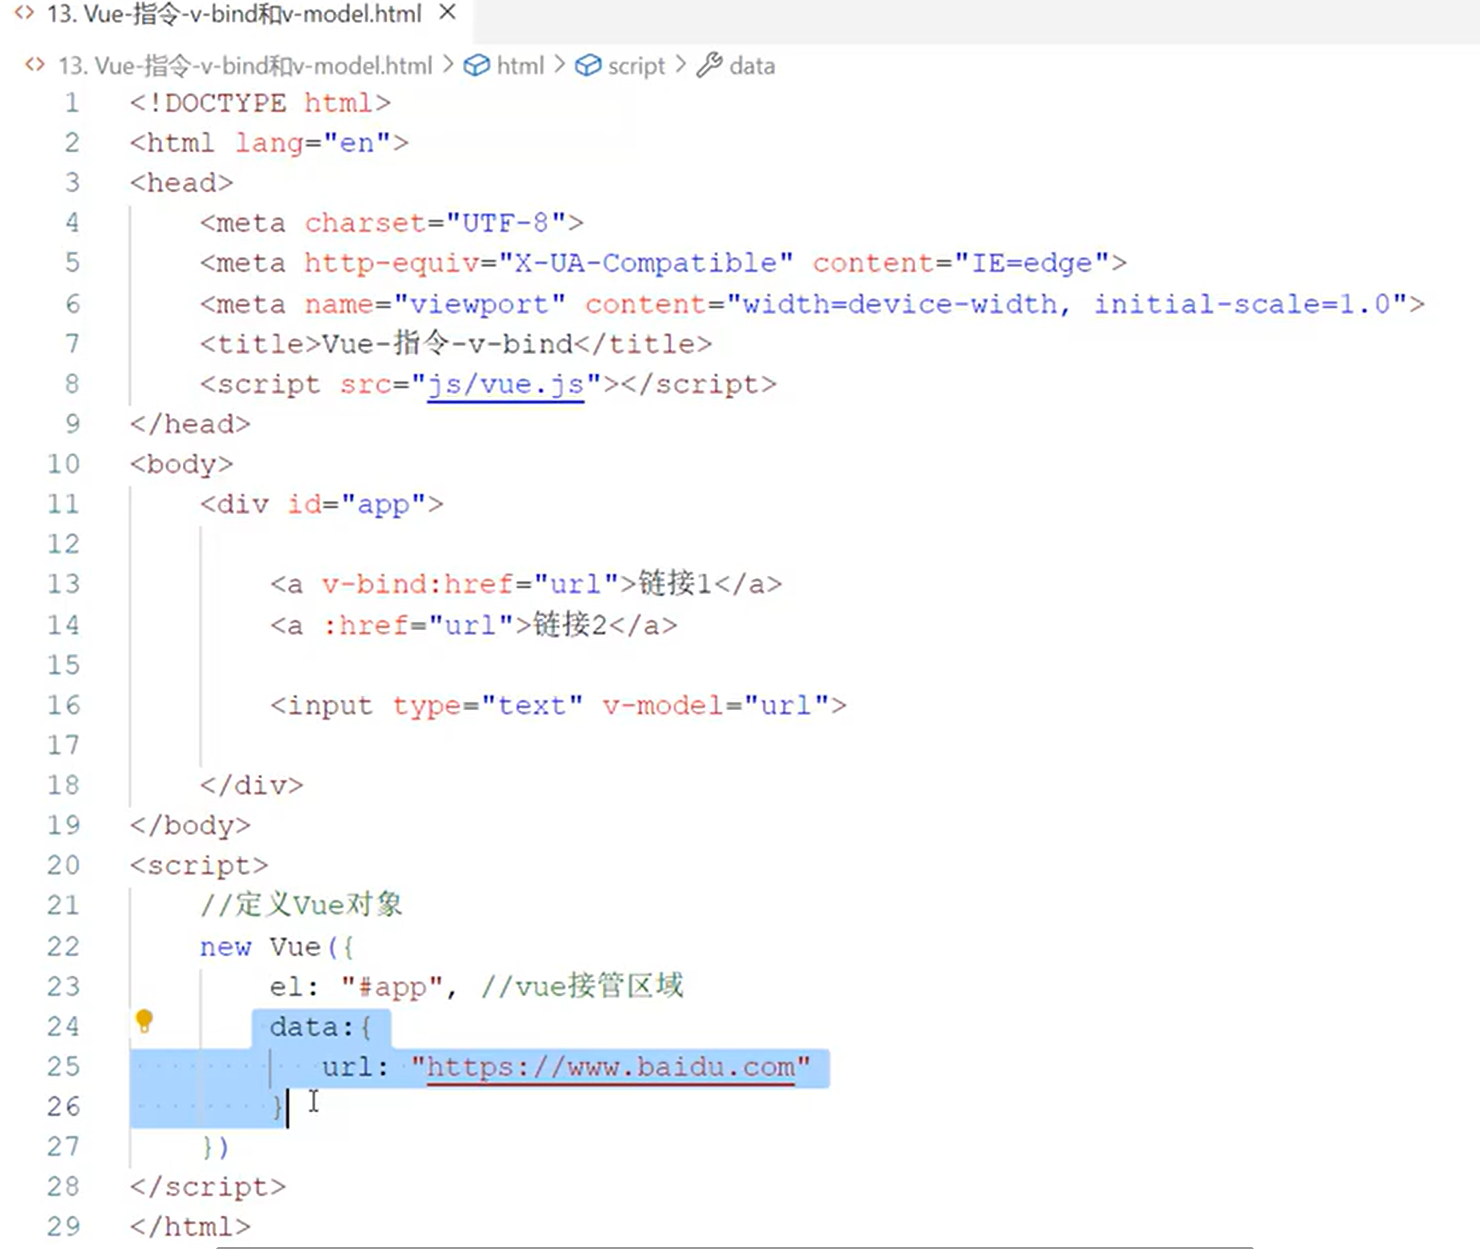 13. Vue-指令-v-bind和v-model.html
13. Vue-指令-v-bind和v-model.html > html > script > data
1 <!DOCTYPE html>
2 <html lang="en">
3 <head>
4 <meta charset="UTF-8">
5 <meta http-equiv="X-UA-Compatible" content="IE=edge">
6 <meta name="viewport" content="width=device-width, initial-scale=1.0">
7 <title>Vue-指令-v-bind</title>
8 <script src="js/vue.js"></script>
9 </head>
10 <body>
11 <div id="app">
12
13 <a v-bind:href="url">链接1</a>
14 <a :href="url">链接2</a>
15
16 <input type="text" v-model="url">
17
18 </div>
19 </body>
20 <script>
21 //定义Vue对象
22 new Vue({
23 el: "#app", //vue接管区域
24 data:{
25 url: "https://www.baidu.com"
26 }
27 })
28 </script>
29 </html>